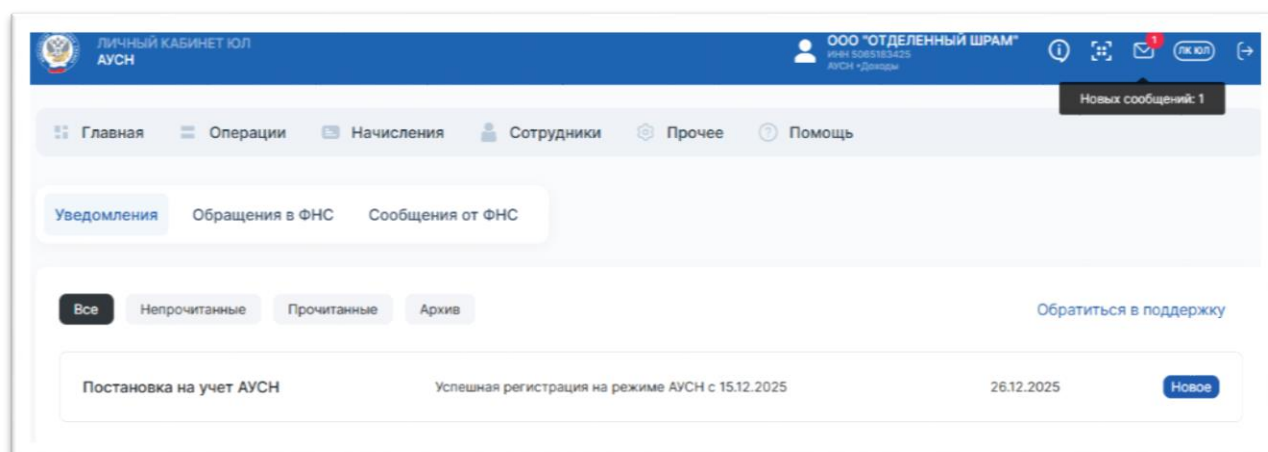 ЛИЧНЫЙ КАБИНЕТ ЮЛ
АУСН
ООО "ОТДЕЛЕННЫЙ ШРАМ"
ИНН 5085183425
АУСН •Доходы
1
ЛК ЮЛ
Новых сообщений: 1
Главная Операции Начисления Сотрудники Прочее Помощь
Уведомления Обращения в ФНС Сообщения от ФНС
Все Непрочитанные Прочитанные Архив Обратиться в поддержку
Постановка на учет АУСН Успешная регистрация на режиме АУСН с 15.12.2025 26.12.2025 Новое